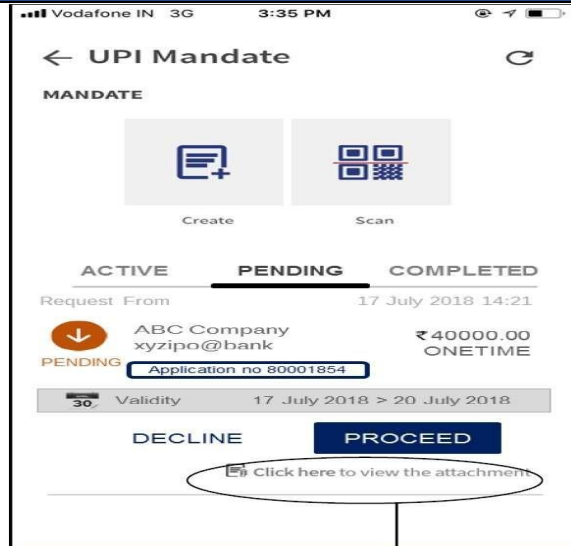 Vodafone IN 3G 3:35 PM
← UPI Mandate
MANDATE
Create Scan
ACTIVE PENDING COMPLETED
Request From 17 July 2018 14:21
ABC Company ₹40000.00
xyzipo@bank ONETIME
PENDING
Application no 80001854
30 Validity 17 July 2018 > 20 July 2018
DECLINE PROCEED
Click here to view the attachment